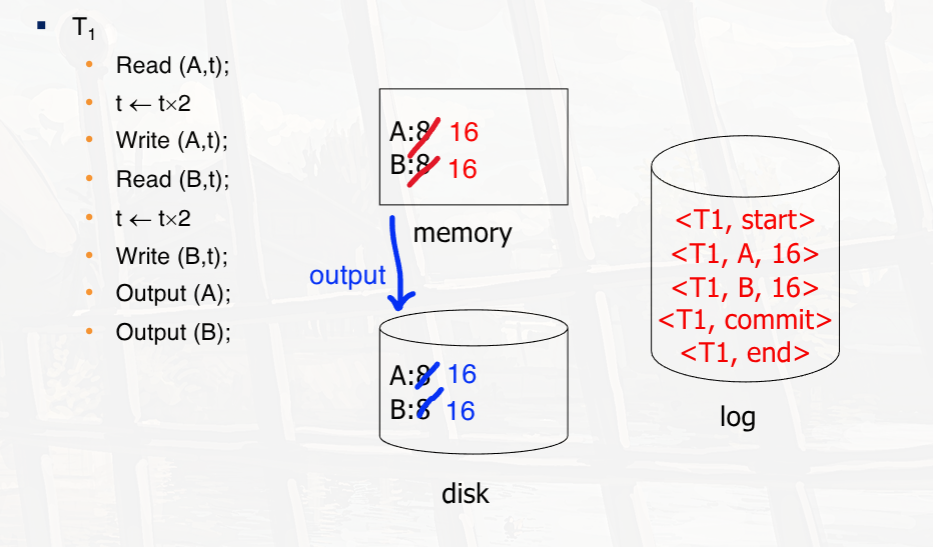 T1
Read (A,t);
t ← t×2
Write (A,t);
Read (B,t);
t ← t×2
Write (B,t);
Output (A);
Output (B);
A:8 16
B:8 16
memory
output
A:8 16
B:8 16
disk
<T1, start>
<T1, A, 16>
<T1, B, 16>
<T1, commit>
<T1, end>
log